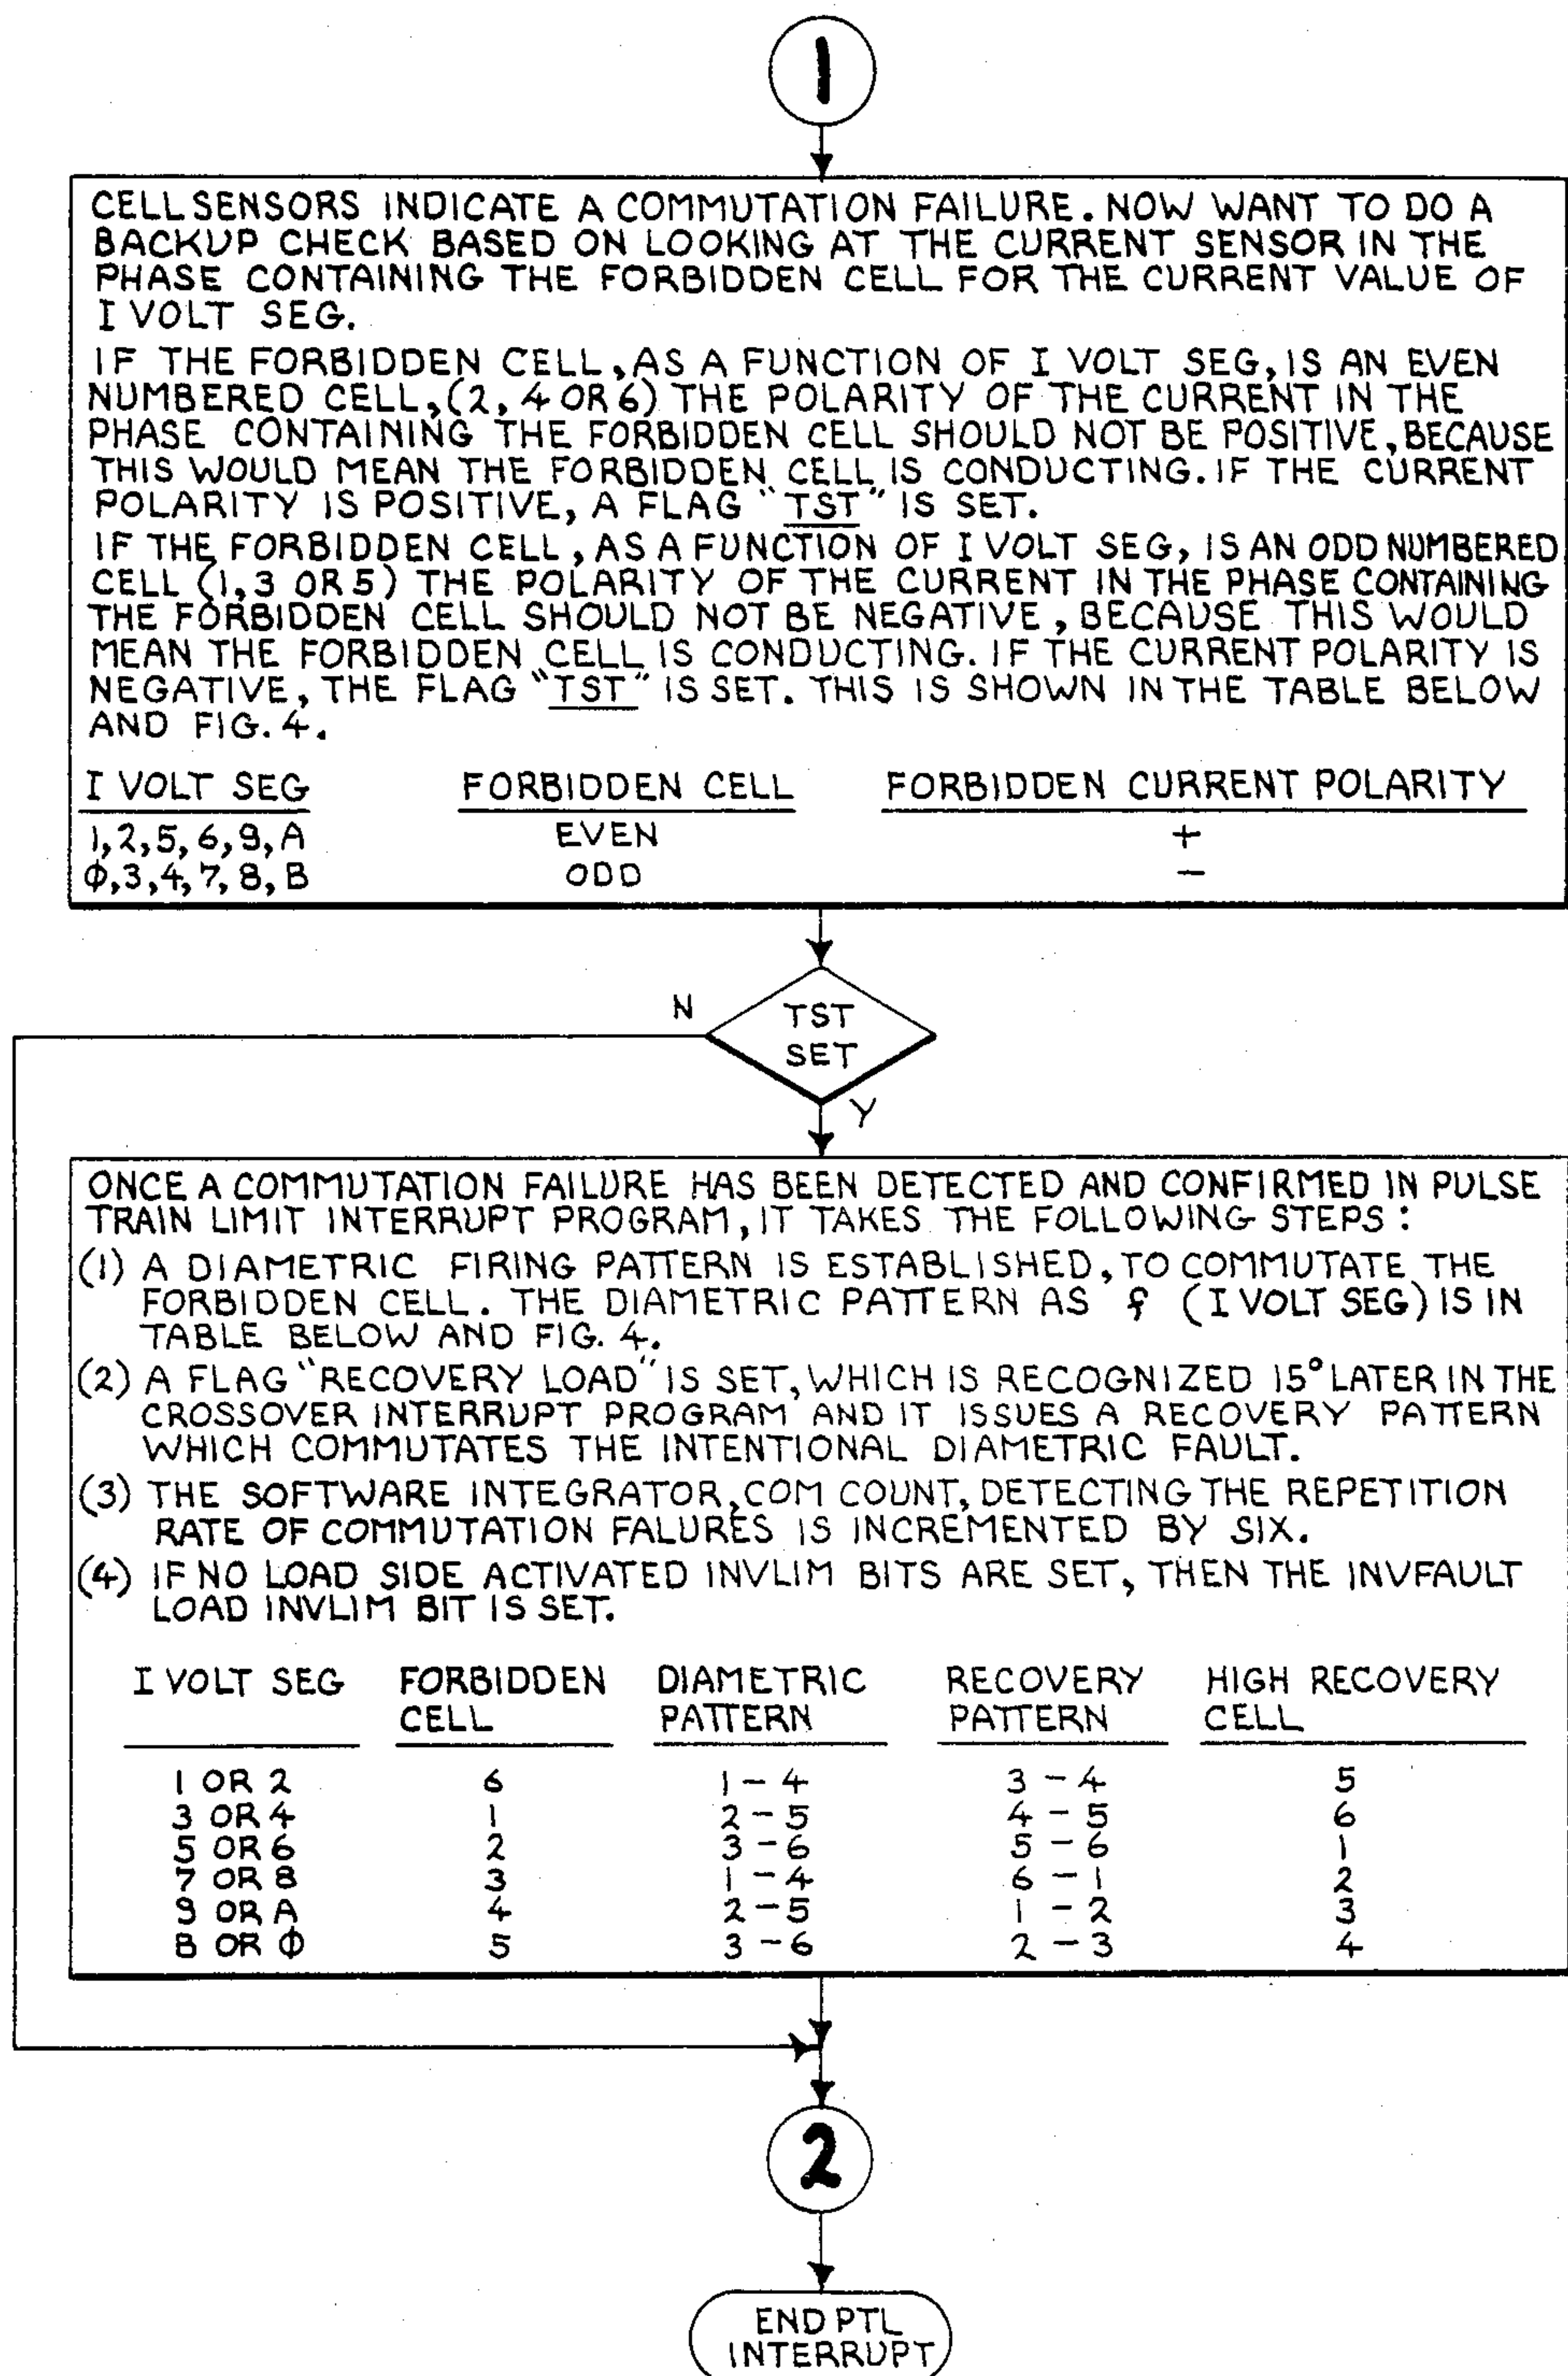 1
CELL SENSORS INDICATE A COMMUTATION FAILURE. NOW WANT TO DO A
BACKUP CHECK BASED ON LOOKING AT THE CURRENT SENSOR IN THE
PHASE CONTAINING THE FORBIDDEN CELL FOR THE CURRENT VALUE OF
I VOLT SEG.
IF THE FORBIDDEN CELL, AS A FUNCTION OF I VOLT SEG, IS AN EVEN
NUMBERED CELL, (2, 4 OR 6) THE POLARITY OF THE CURRENT IN THE
PHASE CONTAINING THE FORBIDDEN CELL SHOULD NOT BE POSITIVE, BECAUSE
THIS WOULD MEAN THE FORBIDDEN CELL IS CONDUCTING. IF THE CURRENT
POLARITY IS POSITIVE, A FLAG "TST" IS SET.
IF THE FORBIDDEN CELL, AS A FUNCTION OF I VOLT SEG, IS AN ODD NUMBERED
CELL (1, 3 OR 5) THE POLARITY OF THE CURRENT IN THE PHASE CONTAINING
THE FORBIDDEN CELL SHOULD NOT BE NEGATIVE, BECAUSE THIS WOULD
MEAN THE FORBIDDEN CELL IS CONDUCTING. IF THE CURRENT POLARITY IS
NEGATIVE, THE FLAG "TST" IS SET. THIS IS SHOWN IN THE TABLE BELOW
AND FIG. 4.
I VOLT SEG FORBIDDEN CELL FORBIDDEN CURRENT POLARITY
1, 2, 5, 6, 9, A EVEN +
Φ, 3, 4, 7, 8, B ODD −
N
TST
SET
Y
ONCE A COMMUTATION FAILURE HAS BEEN DETECTED AND CONFIRMED IN PULSE
TRAIN LIMIT INTERRUPT PROGRAM, IT TAKES THE FOLLOWING STEPS:
(1) A DIAMETRIC FIRING PATTERN IS ESTABLISHED, TO COMMUTATE THE
FORBIDDEN CELL. THE DIAMETRIC PATTERN AS f (I VOLT SEG) IS IN
TABLE BELOW AND FIG. 4.
(2) A FLAG "RECOVERY LOAD" IS SET, WHICH IS RECOGNIZED 15° LATER IN THE
CROSSOVER INTERRUPT PROGRAM AND IT ISSUES A RECOVERY PATTERN
WHICH COMMUTATES THE INTENTIONAL DIAMETRIC FAULT.
(3) THE SOFTWARE INTEGRATOR, COM COUNT, DETECTING THE REPETITION
RATE OF COMMUTATION FALURES IS INCREMENTED BY SIX.
(4) IF NO LOAD SIDE ACTIVATED INVLIM BITS ARE SET, THEN THE INVFAULT
LOAD INVLIM BIT IS SET.
I VOLT SEG FORBIDDEN DIAMETRIC RECOVERY HIGH RECOVERY
CELL PATTERN PATTERN CELL
1 OR 2 6 1 − 4 3 − 4 5
3 OR 4 1 2 − 5 4 − 5 6
5 OR 6 2 3 − 6 5 − 6 1
7 OR 8 3 1 − 4 6 − 1 2
9 OR A 4 2 − 5 1 − 2 3
B OR Φ 5 3 − 6 2 − 3 4
2
END PTL
INTERRUPT